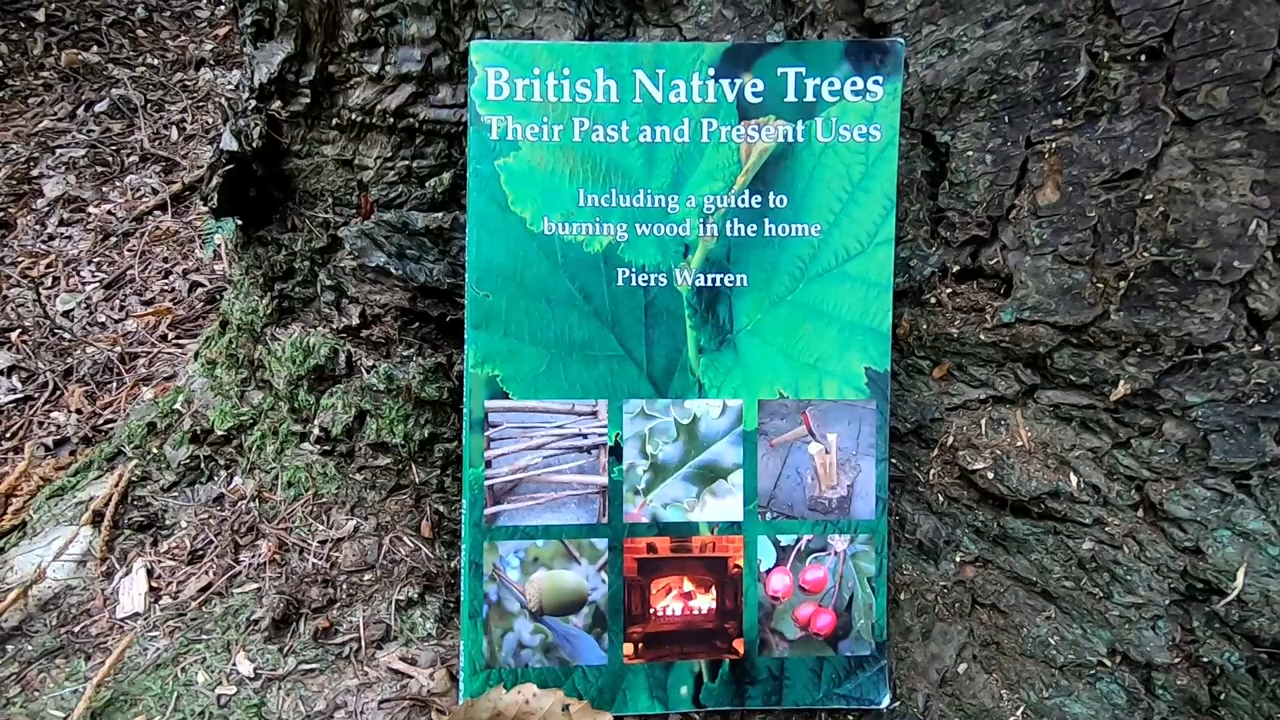 British Native Trees
Their Past and Present Uses
Including a guide to
burning wood in the home
Piers Warren